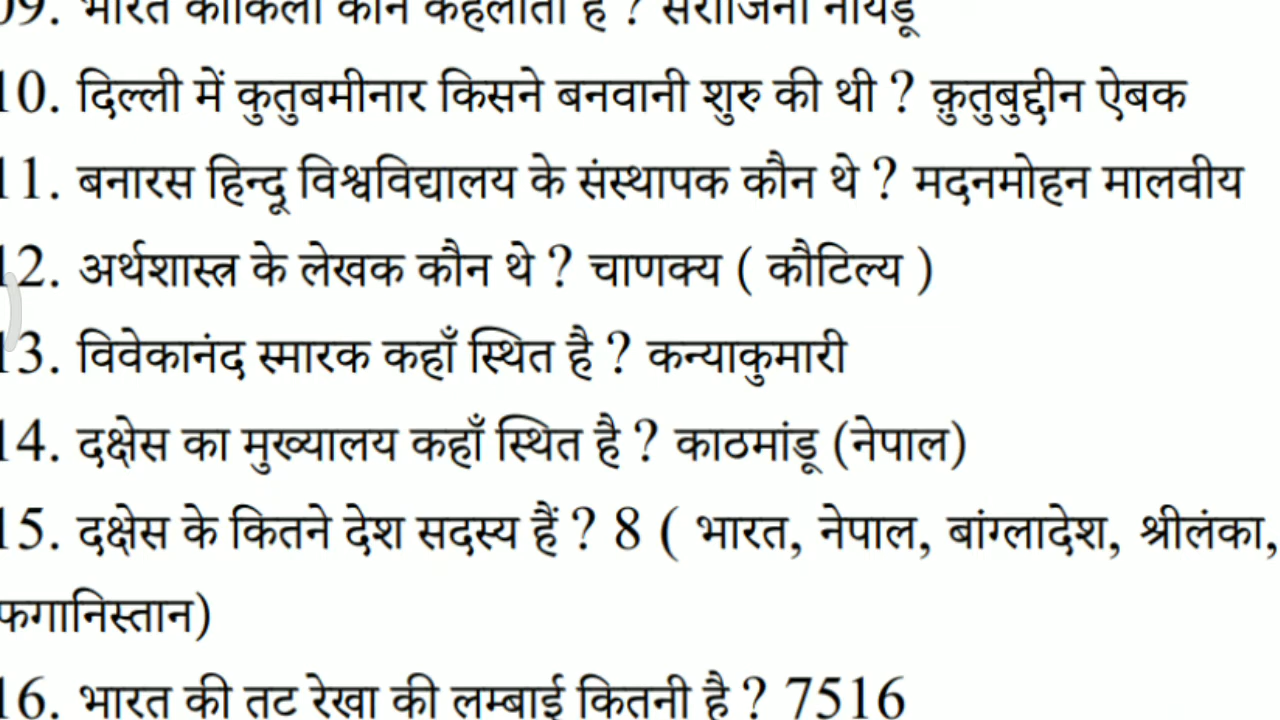 09. भारत कोकिला कौन कहलाती है ? सरोजिनी नायडू
10. दिल्ली में कुतुबमीनार किसने बनवानी शुरु की थी ? क़ुतुबुद्दीन ऐबक
11. बनारस हिन्दू विश्वविद्यालय के संस्थापक कौन थे ? मदनमोहन मालवीय
12. अर्थशास्त्र के लेखक कौन थे ? चाणक्य ( कौटिल्य )
13. विवेकानंद स्मारक कहाँ स्थित है ? कन्याकुमारी
14. दक्षेस का मुख्यालय कहाँ स्थित है ? काठमांडू (नेपाल)
15. दक्षेस के कितने देश सदस्य हैं ? 8 ( भारत, नेपाल, बांग्लादेश, श्रीलंका,
फगानिस्तान)
16. भारत की तट रेखा की लम्बाई कितनी है ? 7516